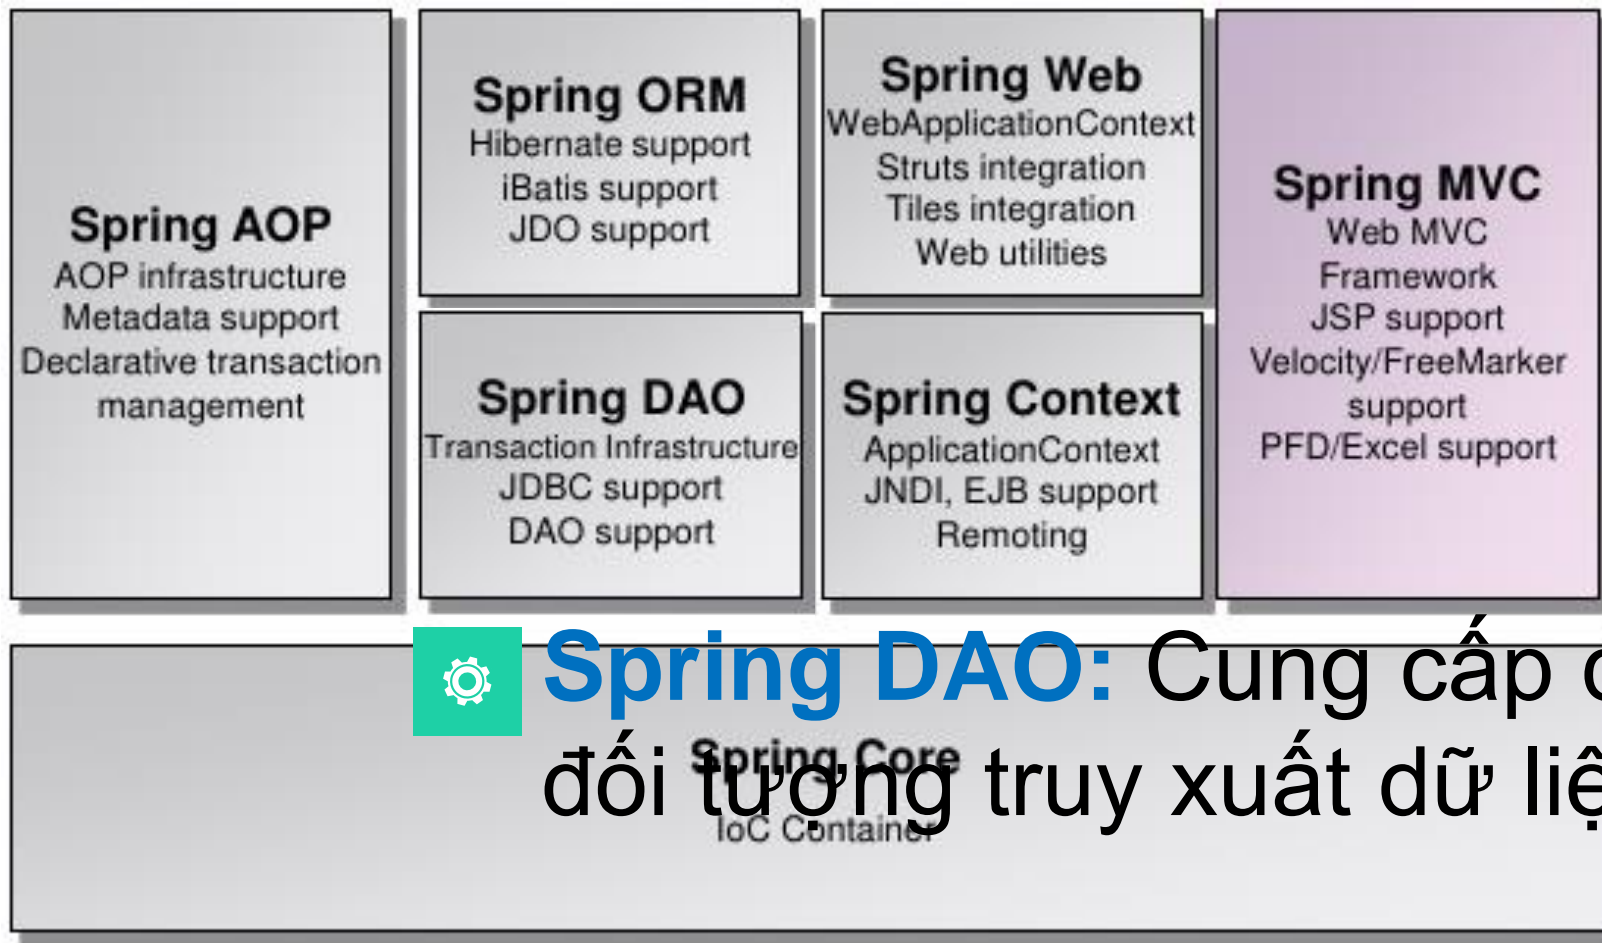 Spring AOP
AOP infrastructure
Metadata support
Declarative transaction
management
Spring ORM
Hibernate support
iBatis support
JDO support
Spring DAO
Transaction Infrastructure
JDBC support
DAO support
Spring Web
WebApplicationContext
Struts integration
Tiles integration
Web utilities
Spring Context
ApplicationContext
JNDI, EJB support
Remoting
Spring MVC
Web MVC
Framework
JSP support
Velocity/FreeMarker
support
PFD/Excel support
Spring DAO: Cung cấp
đối tượng truy xuất dữ
Spring Core
IoC Container